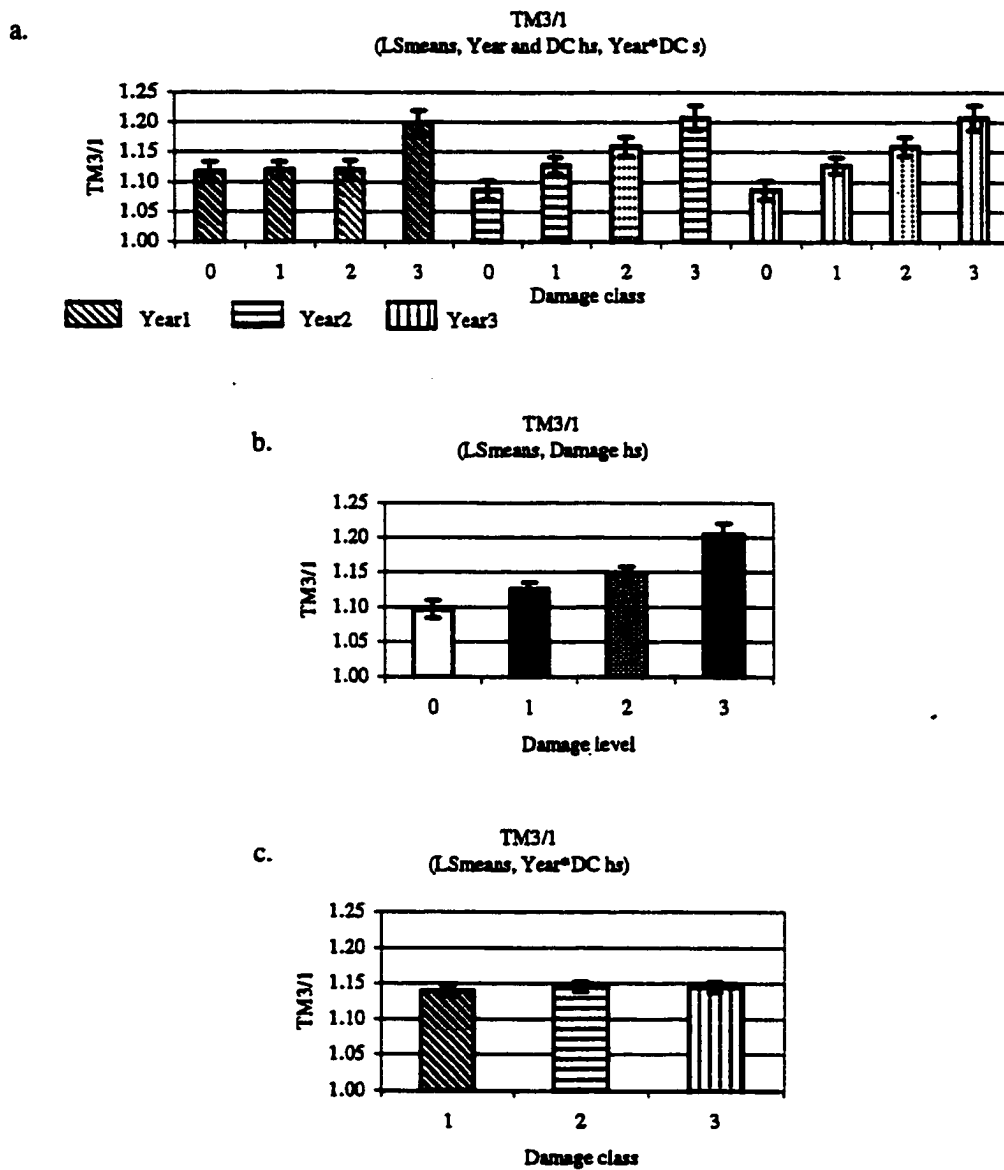 a.
TM3/1
(LSmeans, Year and DC hs, Year*DC s)
TM3/1
1.25
1.20
1.15
1.10
1.05
1.00
0 1 2 3 0 1 2 3 0 1 2 3
Damage class
Year1 Year2 Year3
b.
TM3/1
(LSmeans, Damage hs)
TM3/1
1.25
1.20
1.15
1.10
1.05
1.00
0 1 2 3
Damage level
c.
TM3/1
(LSmeans, Year*DC hs)
TM3/1
1.25
1.20
1.15
1.10
1.05
1.00
1 2 3
Damage class